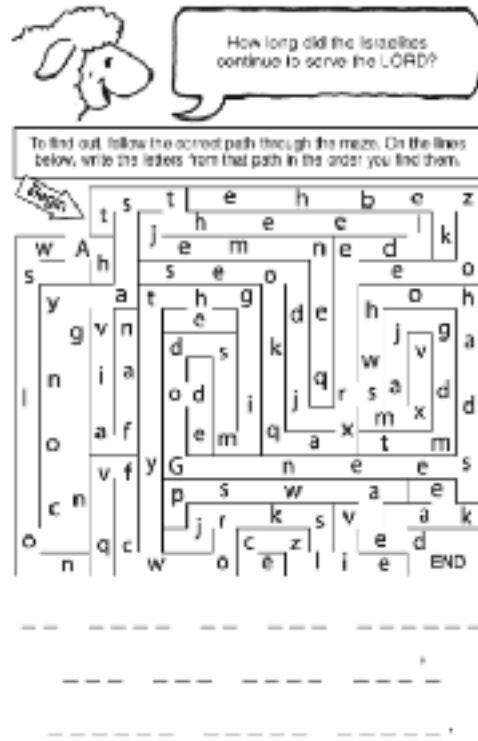 How long did the Israelites
continue to serve the LORD?
To find out, follow the correct path through the maze. On the lines
below, write the letters from that path in the order you find them.
Begin
s t e h b e z
t h e e l
j e m n e d k
w A h s e o e o
s y a t h g o h
g v n e d e h j g a
n i a d s k w v
l o d i j q r s a d d
o a f e m q a x m x t m
v f y G n e e s
c n p s w a e
j r k s v a k
o q c c z e d
n w o e l i e END